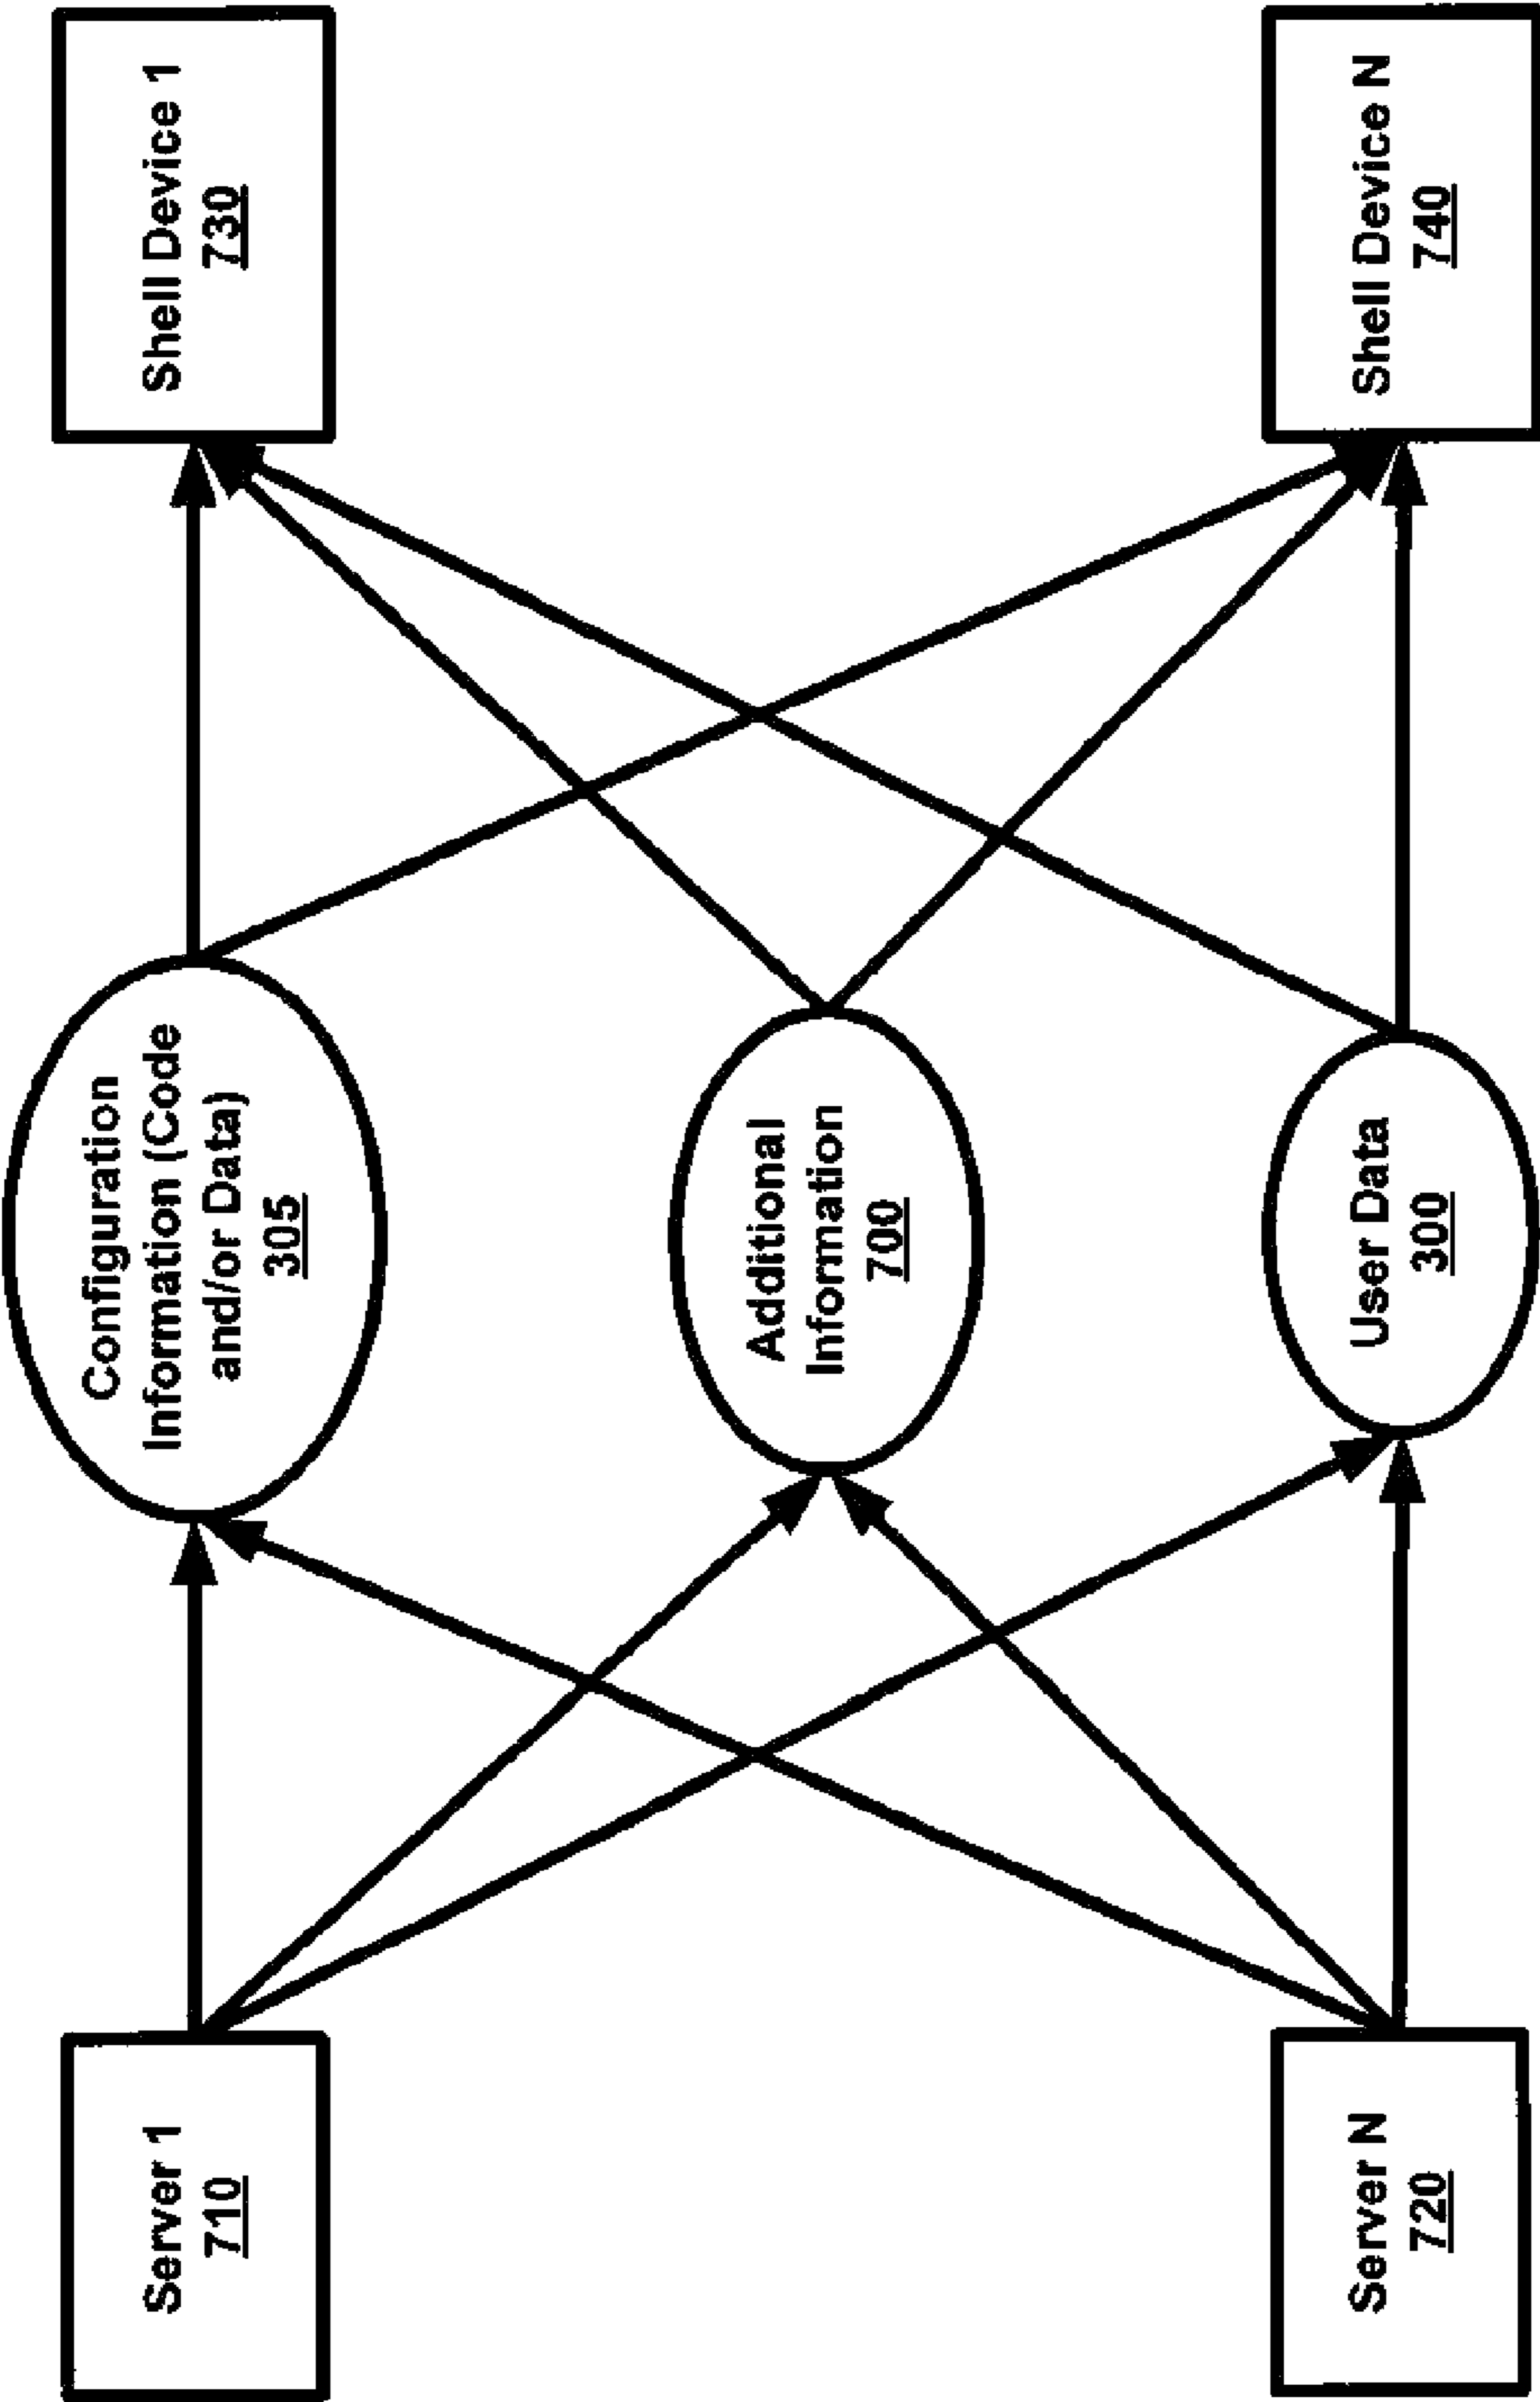 Server 1
710
Server N
720
Configuration
Information (Code
and/or Data)
305
Additional
Information
700
User Data
300
Shell Device 1
730
Shell Device N
740